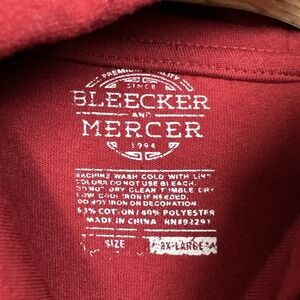 PREMIUM QUALITY
SINCE
BLEECKER
AND
MERCER
1994
MACHINE WASH COLD WITH LIKE
COLORS DO NOT USE BLEACH.
DO NOT DRY CLEAN TUMBLE DRY
LOW COOL IRON IF NEEDED.
DO NOT IRON ON DECORATION
60% COTTON / 40% POLYESTER
MADE IN CHINA RN#92291
SIZE 3X-LARGE